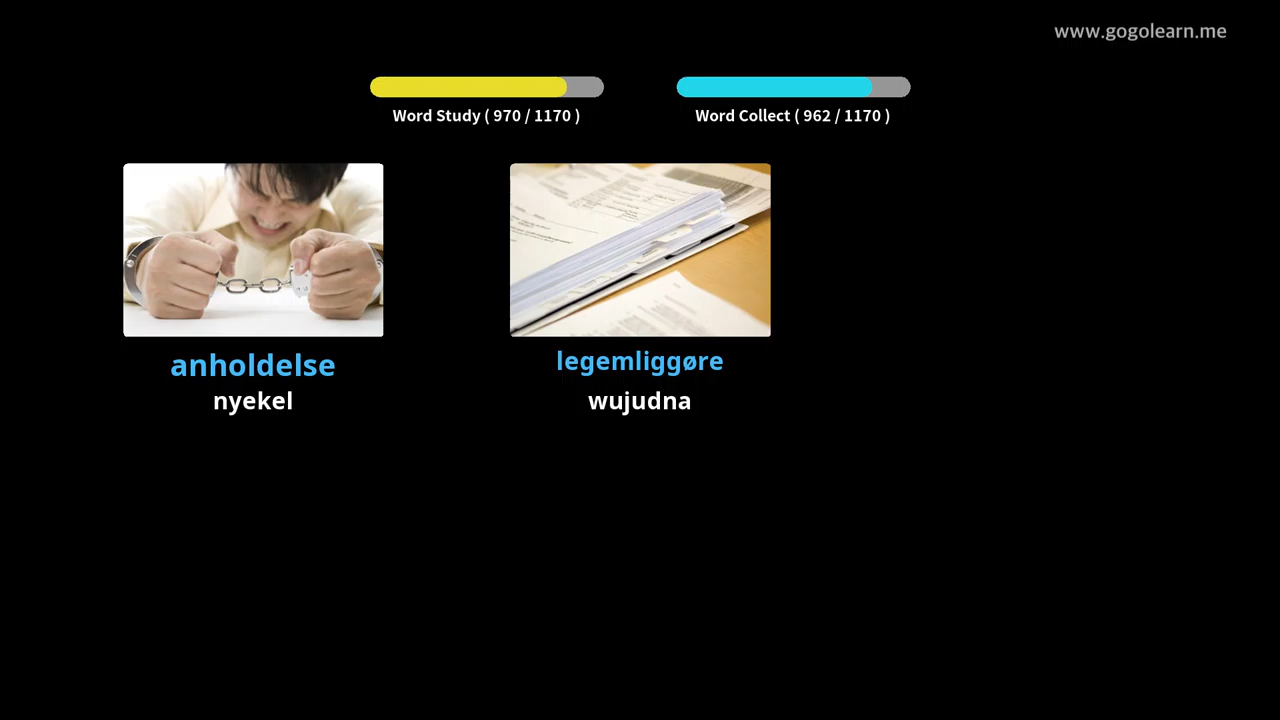 www.gogolearn.me
Word Study ( 970 / 1170 )
Word Collect ( 962 / 1170 )
anholdelse
nyekel
legemliggøre
wujudna